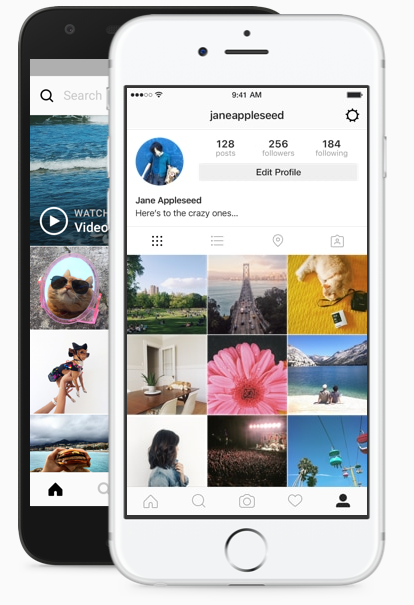 Search
WATCH
Video
9:41 AM
janeappleseed
128
256
184
posts
followers
following
Edit Profile
Jane Appleseed
Here's to the crazy ones...